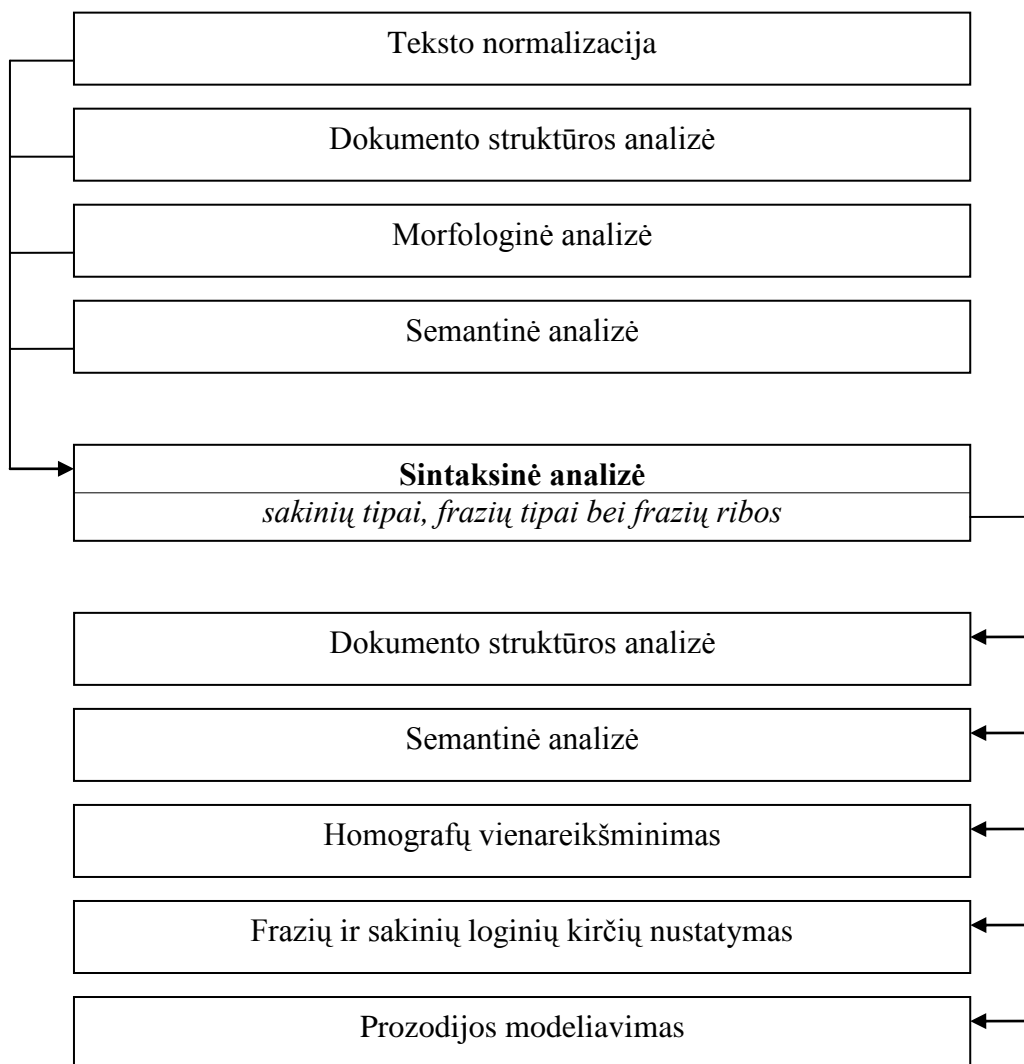 Teksto normalizacija
Dokumento struktūros analizė
Morfologinė analizė
Semantinė analizė
Sintaksinė analizė
sakinių tipai, frazių tipai bei frazių ribos
Dokumento struktūros analizė
Semantinė analizė
Homografų vienareikšminimas
Frazių ir sakinių loginių kirčių nustatymas
Prozodijos modeliavimas